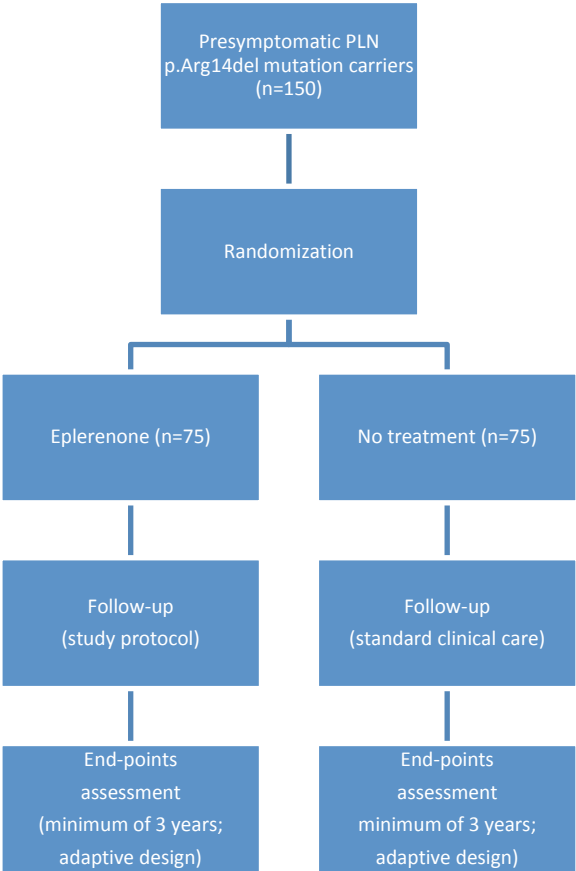 Presymptomatic PLN
p.Arg14del mutation carriers
(n=150)
Randomization
Eplerenone (n=75)
No treatment (n=75)
Follow-up
(study protocol)
Follow-up
(standard clinical care)
End-points
assessment
(minimum of 3 years;
adaptive design)
End-points
assessment
minimum of 3 years;
adaptive design)